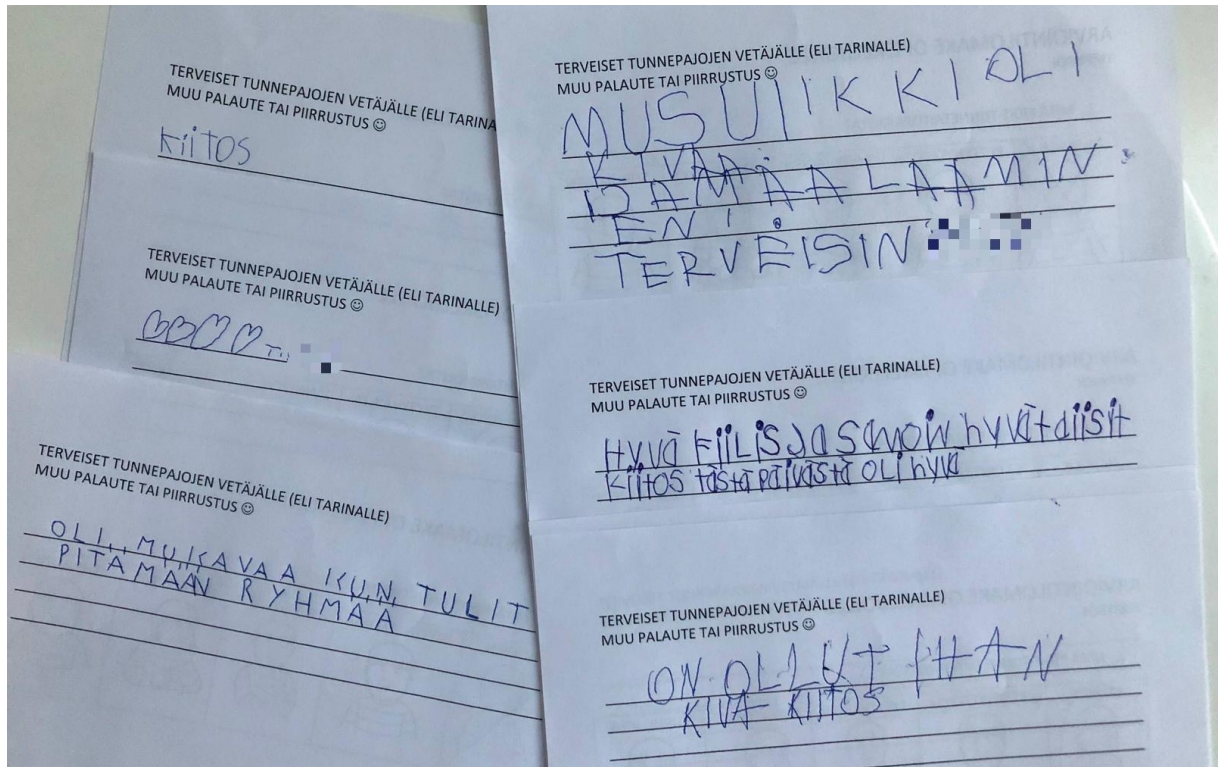 TERVEISET TUNNEPAJOJEN VETÄJÄLLE (ELI TARINA
MUU PALAUTE TAI PIIRRUSTUS ☺
kiitos
TERVEISET TUNNEPAJOJEN VETÄJÄLLE (ELI TARINALLE)
MUU PALAUTE TAI PIIRRUSTUS ☺
TERVEISET TUNNEPAJOJEN VETÄJÄLLE (ELI TARINALLE)
MUU PALAUTE TAI PIIRRUSTUS ☺
OLI MUKAVAA KUN TULIT
PITÄMÄÄN RYHMÄÄ
TERVEISET TUNNEPAJOJEN VETÄJÄLLE (ELI TARINALLE)
MUU PALAUTE TAI PIIRRUSTUS ☺
OLI
KIVAA
EN
TERVEISIN
TERVEISET TUNNEPAJOJEN VETÄJÄLLE (ELI TARINALLE)
MUU PALAUTE TAI PIIRRUSTUS ☺
Hyvä FiiLis JA hyvät
kiitos tästä päivästä OLi hyvä
TERVEISET TUNNEPAJOJEN VETÄJÄLLE (ELI TARINALLE)
MUU PALAUTE TAI PIIRRUSTUS ☺
ON OLLUT IHAN
KIVA KIITOS